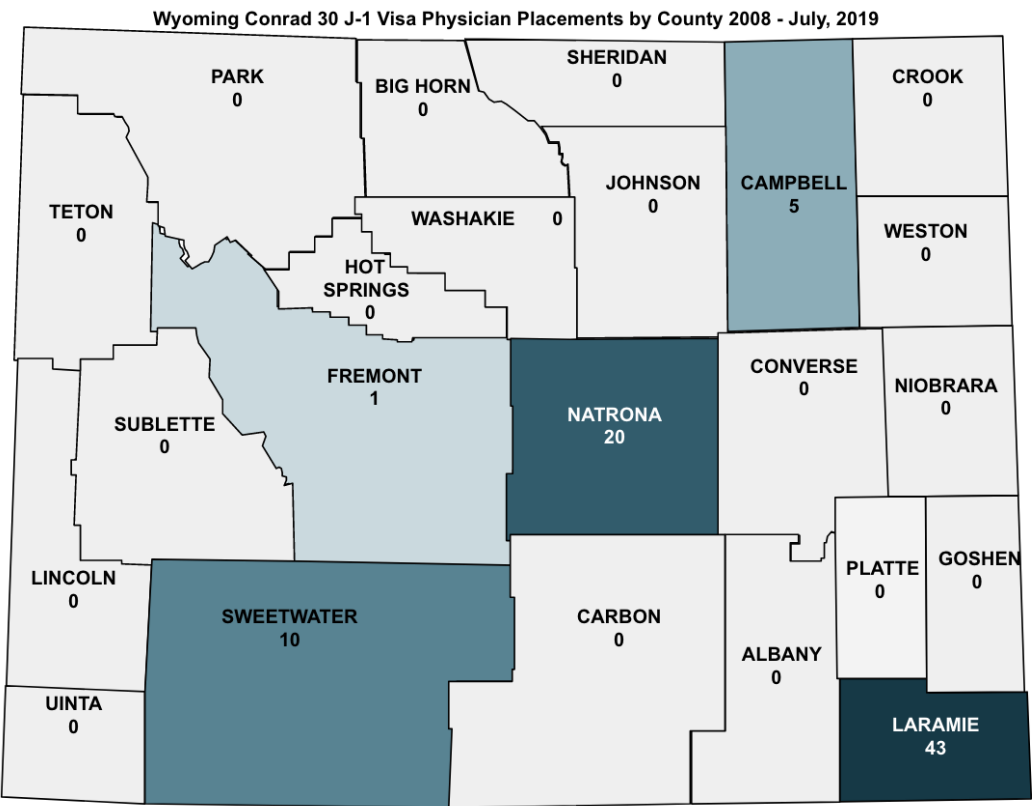 Wyoming Conrad 30 J-1 Visa Physician Placements by County 2008 - July, 2019
PARK
0
BIG HORN
0
SHERIDAN
0
CROOK
0
TETON
0
WASHAKIE 0
JOHNSON
0
CAMPBELL
5
WESTON
0
HOT
SPRINGS
0
SUBLETTE
0
FREMONT
1
NATRONA
20
CONVERSE
0
NIOBRARA
0
LINCOLN
0
SWEETWATER
10
CARBON
0
ALBANY
0
PLATTE
0
GOSHEN
0
UINTA
0
LARAMIE
43